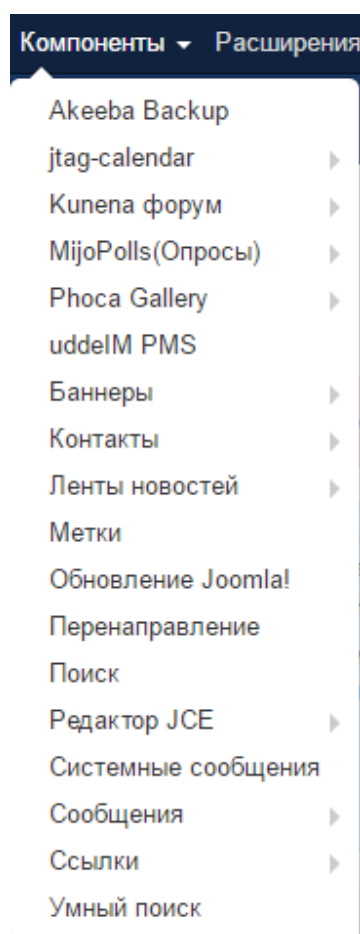 Компоненты Расширения
Akeeba Backup
jtag-calendar
Kunena форум
MijoPolls(Опросы)
Phoca Gallery
uddeIM PMS
Баннеры
Контакты
Ленты новостей
Метки
Обновление Joomla!
Перенаправление
Поиск
Редактор JCE
Системные сообщения
Сообщения
Ссылки
Умный поиск